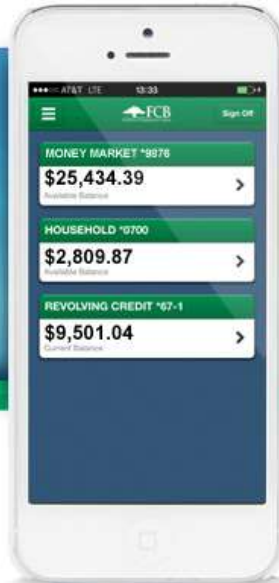 AT&T LTE 13:33
FCB Sign Off
MONEY MARKET *9876
$25,434.39
Available Balance
HOUSEHOLD *0700
$2,809.87
Available Balance
REVOLVING CREDIT *67-1
$9,501.04
Current Balance